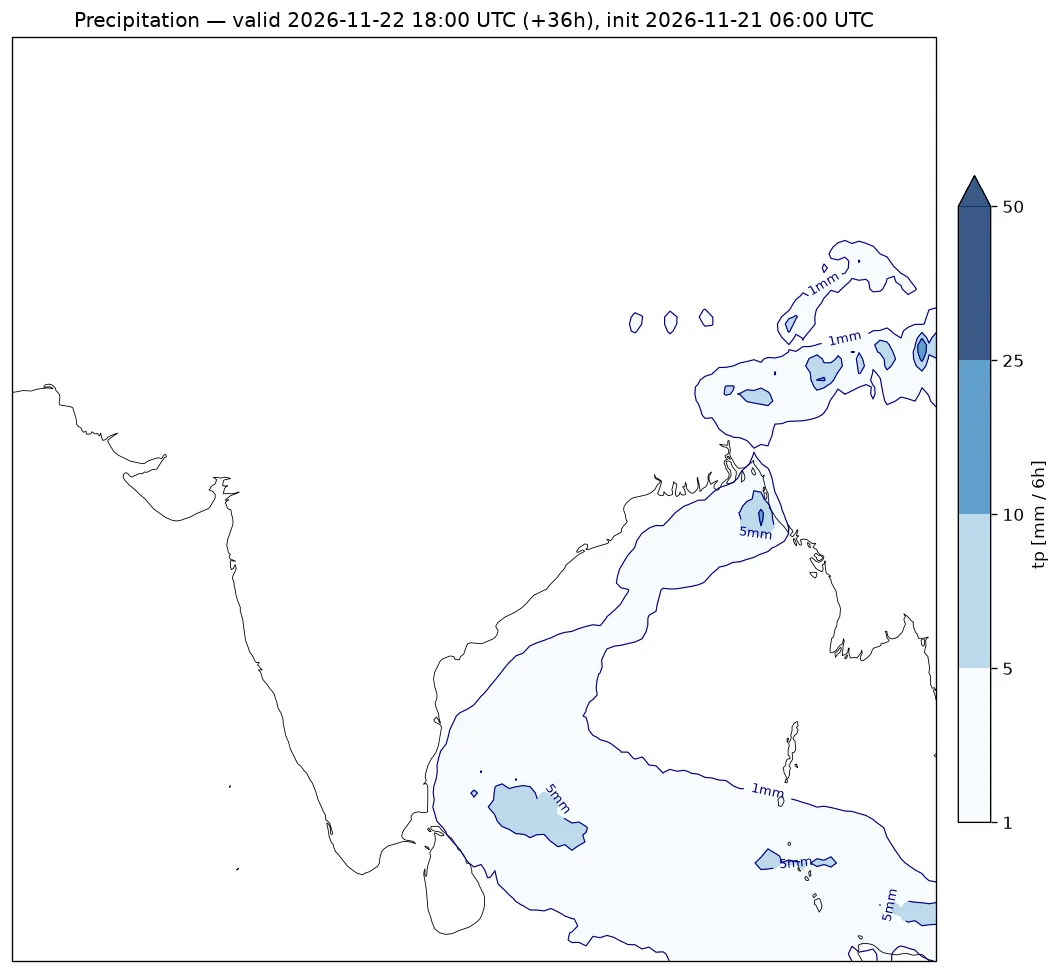 Precipitation — valid 2026-11-22 18:00 UTC (+36h), init 2026-11-21 06:00 UTC
1mm
1mm
5mm
5mm
1mm
5mm
5mm
50
25
10
5
1
tp [mm / 6h]